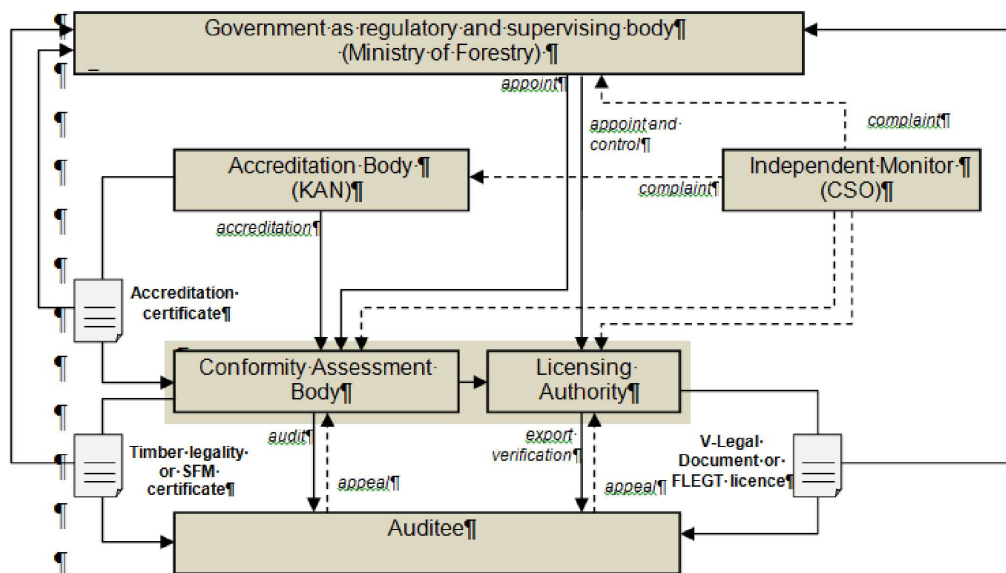 Government·as·regulatory·and·supervising·body¶
(Ministry·of·Forestry)·¶
appoint¶
appoint·and·
control¶
complaint¶
Accreditation·Body·¶
(KAN)¶
complaint¶
Independent·Monitor·¶
(CSO)¶
accreditation¶
Accreditation·
certificate¶
Conformity·Assessment·
Body¶
Licensing·
Authority¶
audit¶
export·
verification¶
Timber·legality·
or·SFM·
certificate¶
appeal¶
appeal¶
V-Legal·
Document·or·
FLEGT·licence¶
Auditee¶
¶
¶
¶
¶
¶
¶
¶
¶
¶
¶
¶
¶